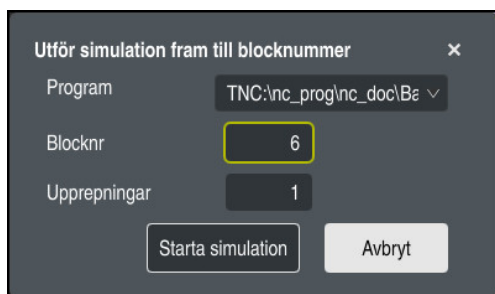 Utför simulation fram till blocknummer ×
Program TNC:\nc_prog\nc_doc\Ba
Blocknr 6
Upprepningar 1
Starta simulation Avbryt